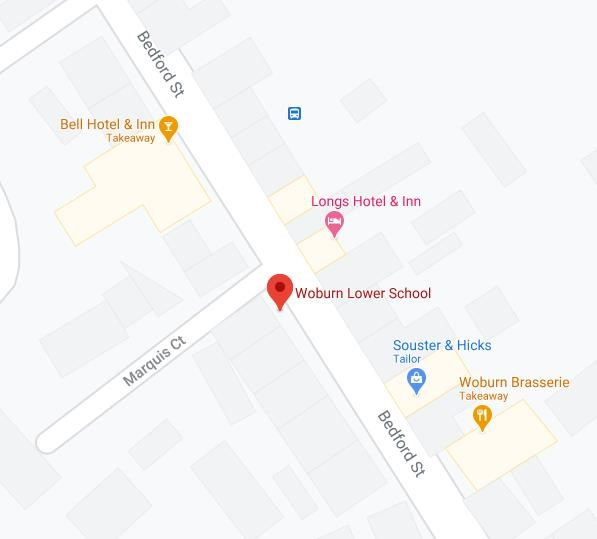 Bedford St
Bell Hotel & Inn
Takeaway
Longs Hotel & Inn
Woburn Lower School
Marquis Ct
Souster & Hicks
Tailor
Woburn Brasserie
Takeaway
Bedford St